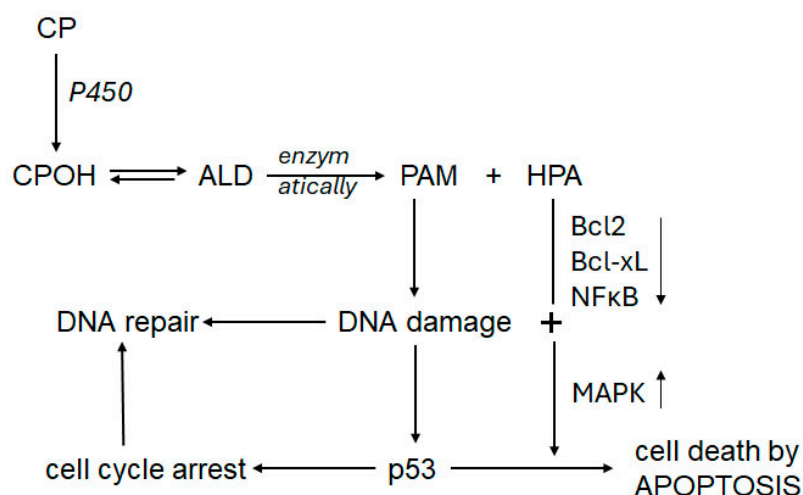 CP
P450
CPOH ALD enzym atically PAM + HPA
Bcl2
Bcl-xL
NFκB
DNA repair DNA damage +
MAPK
cell cycle arrest p53 cell death by
APOPTOSIS